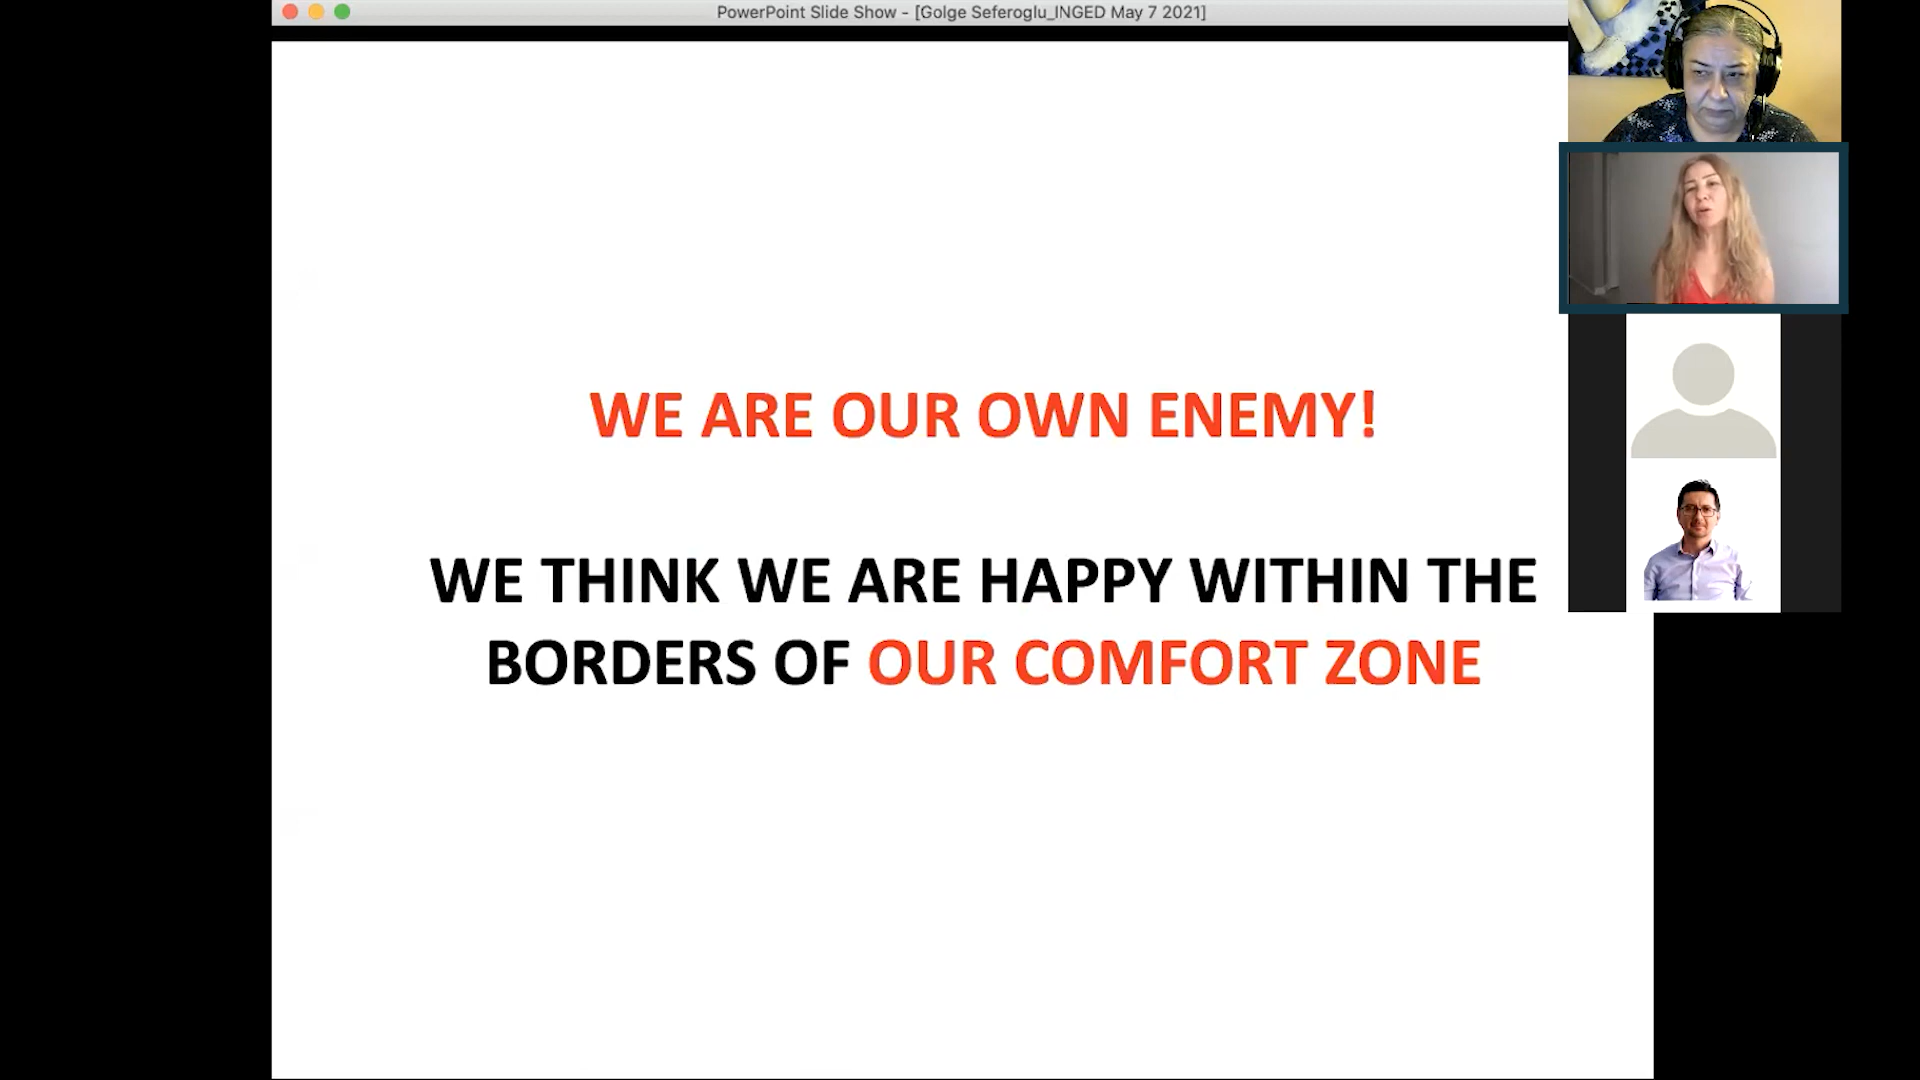 PowerPoint Slide Show - [Golge Seferoglu_INGED May 7 2021]
WE ARE OUR OWN ENEMY!
WE THINK WE ARE HAPPY WITHIN THE
BORDERS OF OUR COMFORT ZONE